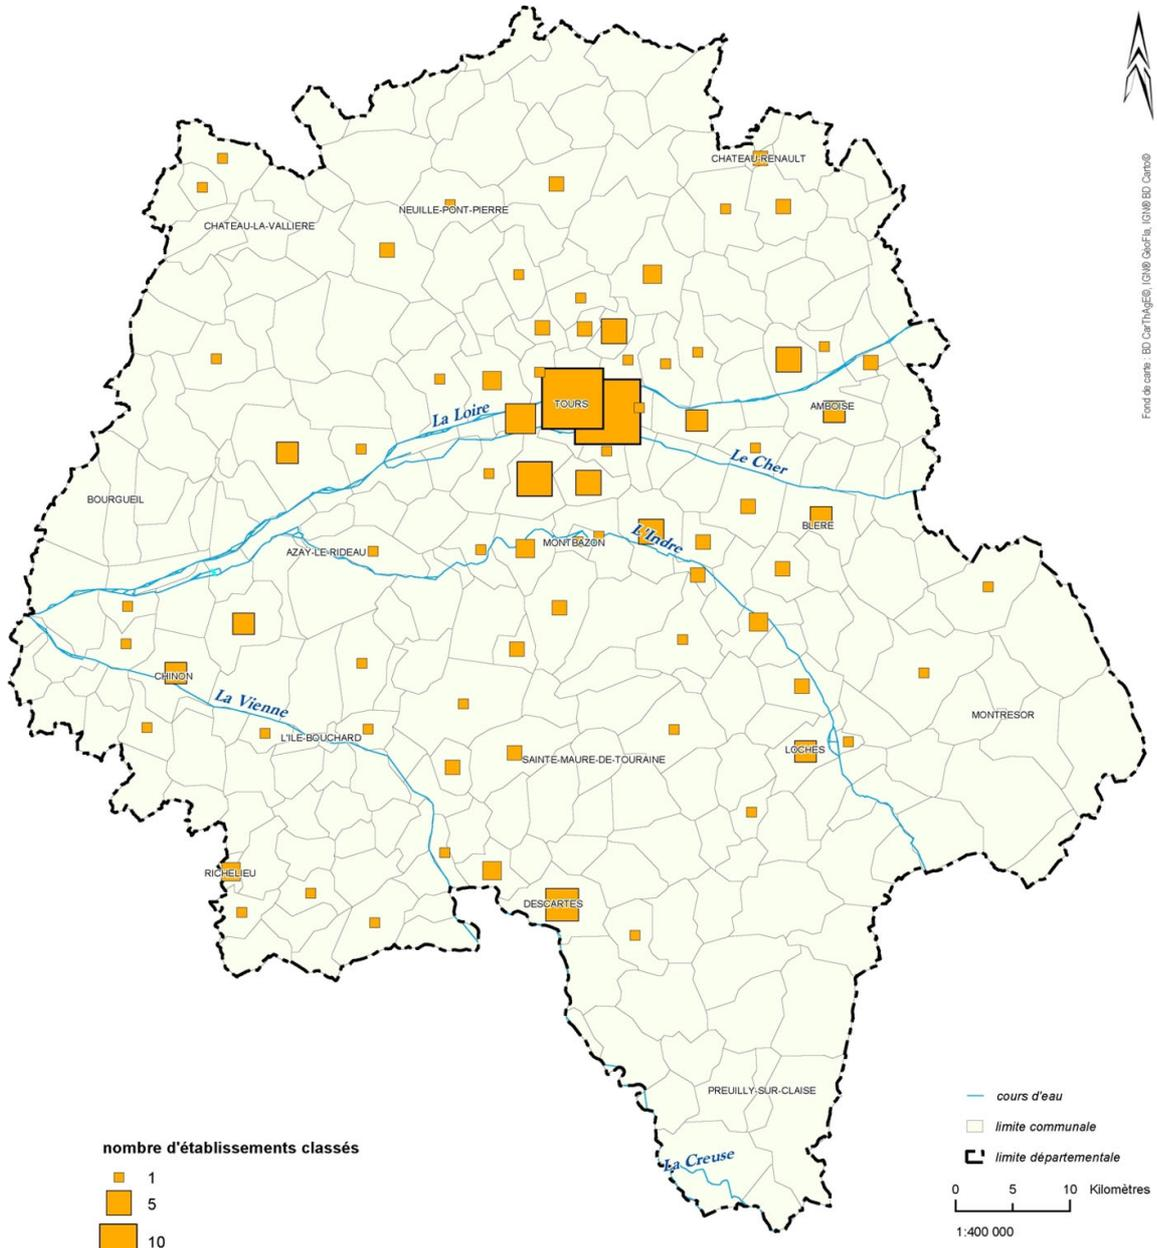 CHATEAU-RENAULT
NEUILLE-PONT-PIERRE
CHATEAU-LA-VALLIERE
Fond de carte : BD CarThAgE©, IGN® GéoFla, IGN® BD Carto©
TOURS
AMBOISE
La Loire
Le Cher
BOURGUEIL
BLERE
L'Indre
MONTBAZON
AZAY-LE-RIDEAU
CHINON
La Vienne
MONTRESOR
L'ILE-BOUCHARD
LOCHES
SAINTE-MAURE-DE-TOURAINE
RICHELIEU
DESCARTES
PREUILLY-SUR-CLAISE
La Creuse
nombre d'établissements classés
1
5
10
cours d'eau
limite communale
limite départementale
0 5 10 Kilomètres
1:400 000